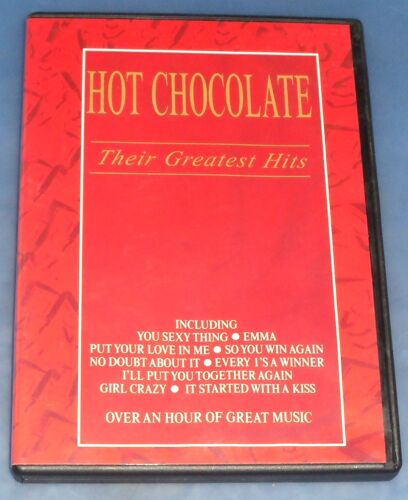 HOT CHOCOLATE
Their Greatest Hits
INCLUDING
YOU SEXY THING ● EMMA
PUT YOUR LOVE IN ME ● SO YOU WIN AGAIN
NO DOUBT ABOUT IT ● EVERY 1'S A WINNER
I'LL PUT YOU TOGETHER AGAIN
GIRL CRAZY ● IT STARTED WITH A KISS
OVER AN HOUR OF GREAT MUSIC